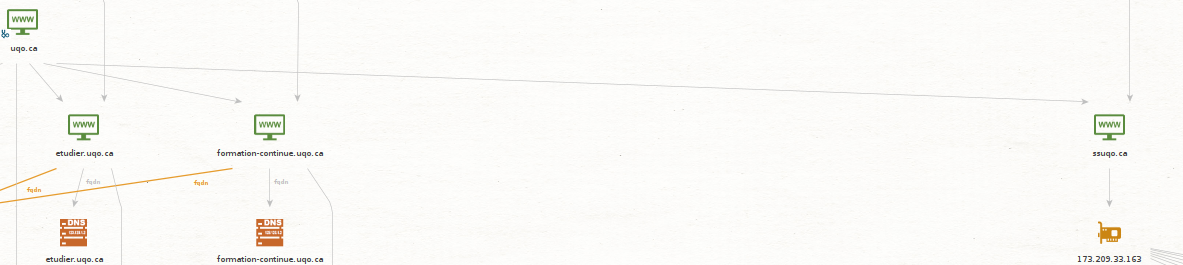 www
uqo.ca
www
www
www
etudier.uqo.ca
formation-continue.uqo.ca
ssuqo.ca
fqdn
fqdn
fqdn
fqdn
DNS
DNS
etudier.uqo.ca
formation-continue.uqo.ca
173.209.33.163